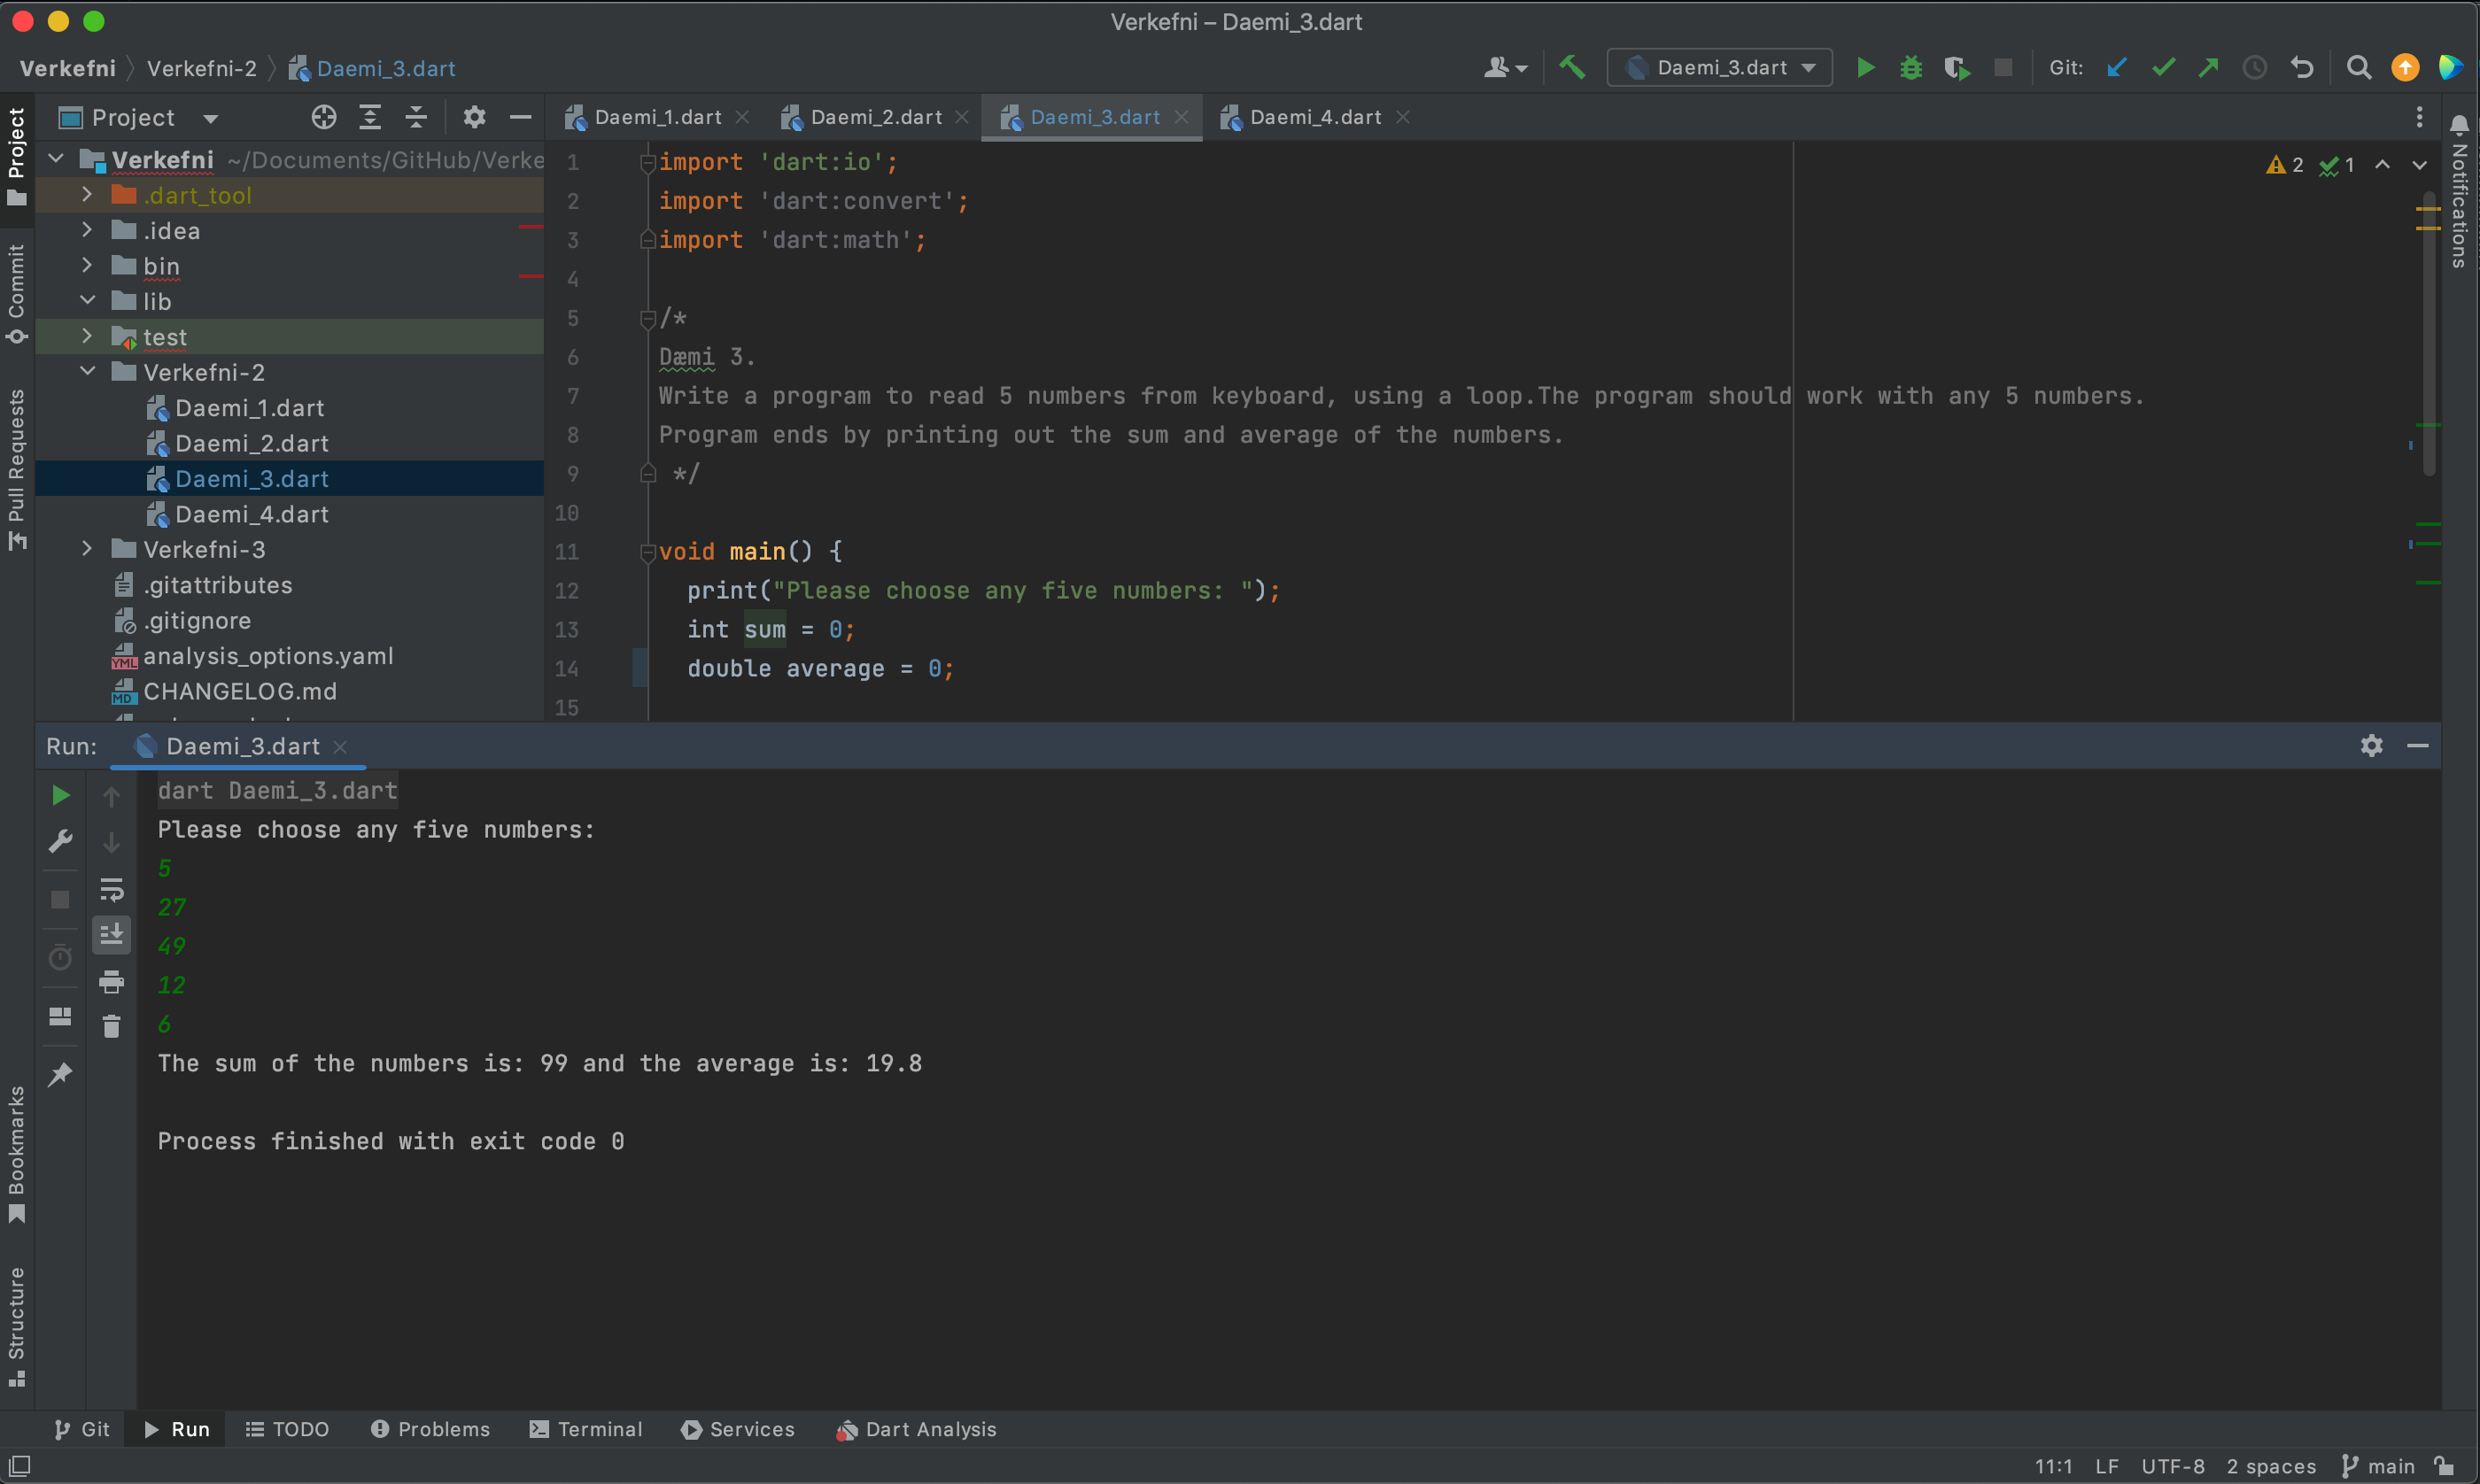 Verkefni – Daemi_3.dart
Verkefni Verkefni-2 Daemi_3.dart
Daemi_3.dart Git:
Project
Daemi_1.dart Daemi_2.dart Daemi_3.dart Daemi_4.dart
Project
Commit
Pull Requests
Bookmarks
Structure
Notifications
Verkefni ~/Documents/GitHub/Verke
.dart_tool
.idea
bin
lib
test
Verkefni-2
Daemi_1.dart
Daemi_2.dart
Daemi_3.dart
Daemi_4.dart
Verkefni-3
.gitattributes
.gitignore
YML analysis_options.yaml
MD CHANGELOG.md
2 1
1 import 'dart:io';
2 import 'dart:convert';
3 import 'dart:math';
4
5 /*
6 Dæmi 3.
7 Write a program to read 5 numbers from keyboard, using a loop.The program should work with any 5 numbers.
8 Program ends by printing out the sum and average of the numbers.
9 */
10
11 void main() {
12 print("Please choose any five numbers: ");
13 int sum = 0;
14 double average = 0;
15
Run: Daemi_3.dart
dart Daemi_3.dart
Please choose any five numbers:
5
27
49
12
6
The sum of the numbers is: 99 and the average is: 19.8
Process finished with exit code 0
Git Run TODO Problems Terminal Services Dart Analysis
11:1 LF UTF-8 2 spaces main